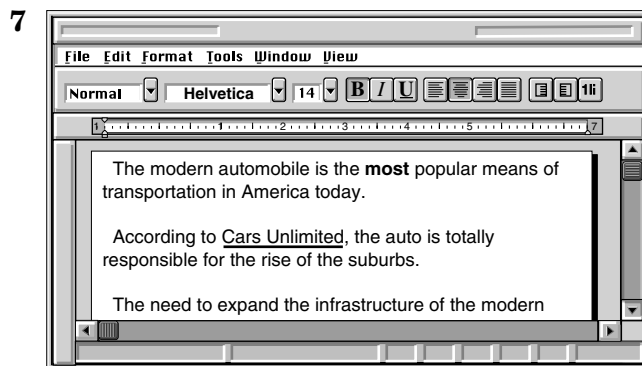 7
File Edit Format Tools Window View
Normal Helvetica 14 B I U 1li
1 1 2 3 4 5 7
The modern automobile is the most popular means of
transportation in America today.
According to Cars Unlimited, the auto is totally
responsible for the rise of the suburbs.
The need to expand the infrastructure of the modern